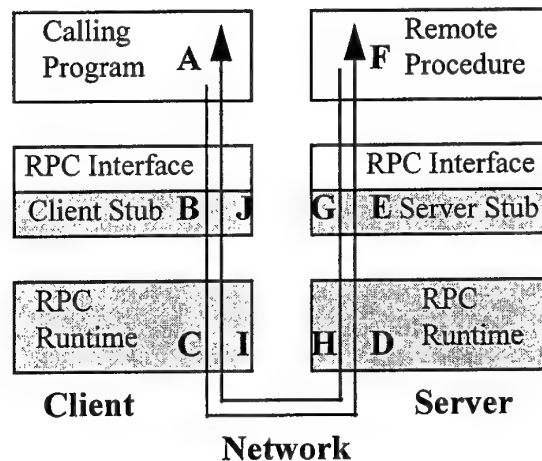 Calling
Program A
Remote
F Procedure
RPC Interface
Client Stub B J
RPC Interface
G E Server Stub
RPC
Runtime C I
RPC
H D Runtime
Client
Server
Network